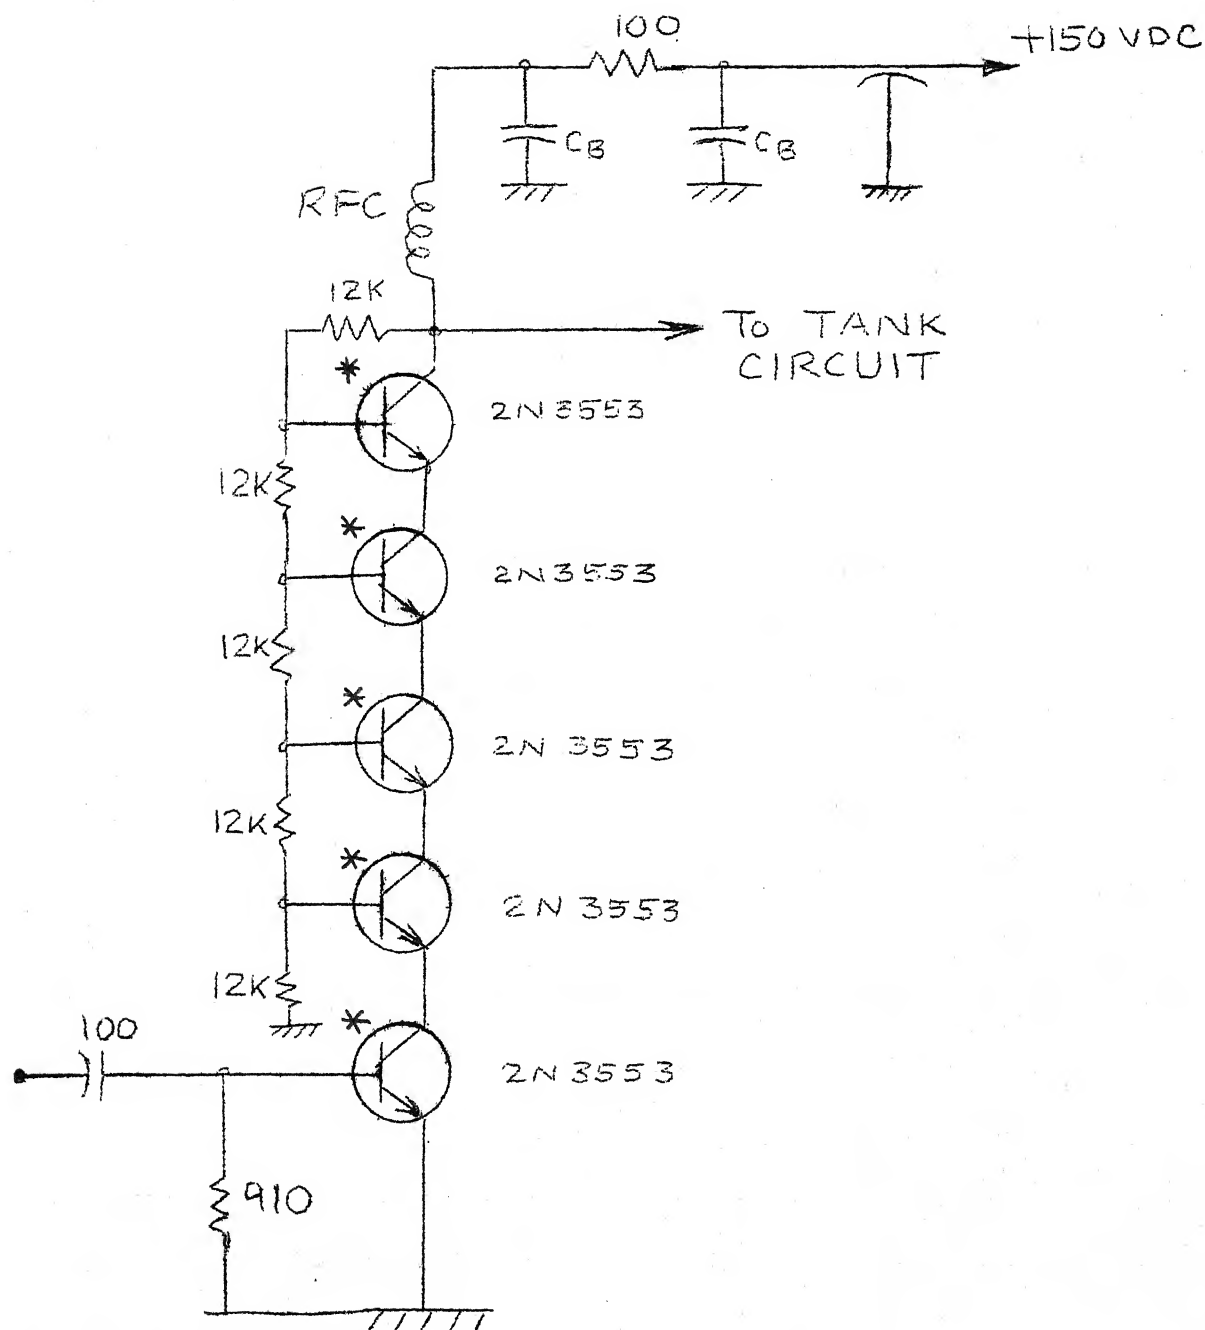 100
+150 VDC
CB
CB
RFC
12K
To TANK
CIRCUIT
*
2N3553
12K
*
2N3553
12K
*
2N 3553
12K
*
2N 3553
12K
*
100
2N 3553
910